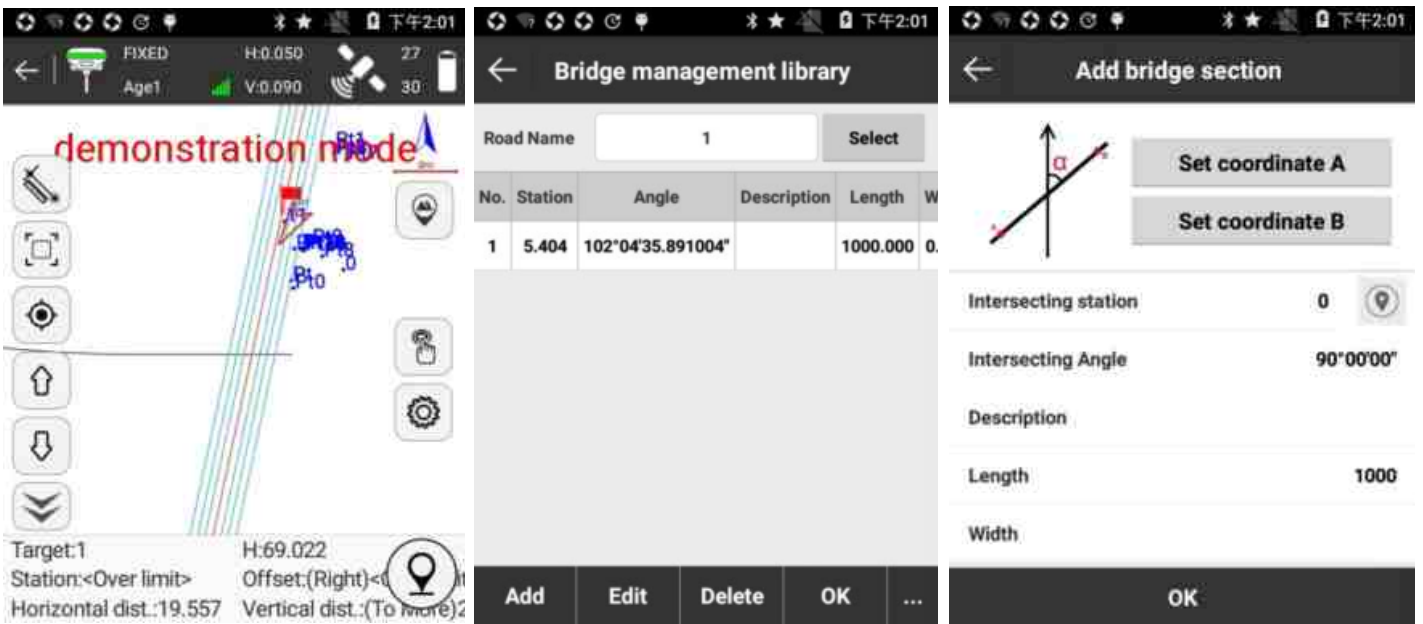 下午2:01
FIXED H:0.050 27
Age1 V:0.090 30
demonstration mode
Pt0
Target:1 H:69.022
Station:<Over limit> Offset:(Right)
Horizontal dist.:19.557 Vertical dist.:(To More)2
下午2:01
Bridge management library
Road Name 1 Select
No. Station Angle Description Length W
1 5.404 102°04'35.891004" 1000.000 0.
Add Edit Delete OK ...
下午2:01
Add bridge section
α
Set coordinate A
Set coordinate B
Intersecting station 0
Intersecting Angle 90°00'00"
Description
Length 1000
Width
OK